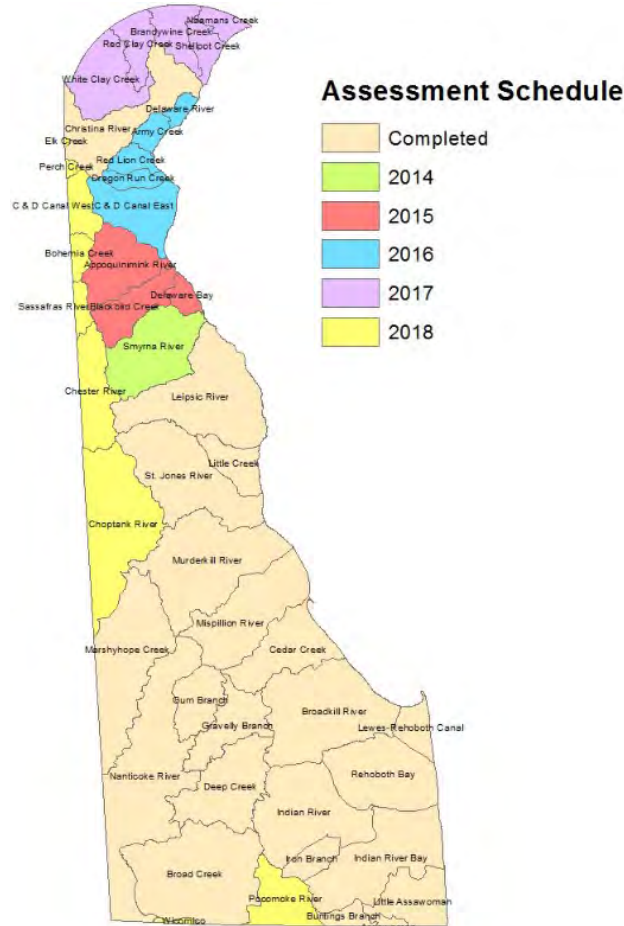 Naamans Creek
Brandywine Creek
Red Clay Creek
Shellpot Creek
White Clay Creek
Assessment Schedule
Completed
2014
2015
2016
2017
2018
Delaware River
Christina River
Army Creek
Elk Creek
Red Lion Creek
Perch Creek
Dragon Run Creek
C & D Canal West
C & D Canal East
Bohemia Creek
Appoquinimink River
Delaware Bay
Sassafras River
Blackbird Creek
Smyrna River
Chester River
Leipsic River
Little Creek
St. Jones River
Choptank River
Murderkill River
Mispillion River
Marshyhope Creek
Cedar Creek
Gum Branch
Broadkill River
Gravelly Branch
Lewes-Rehoboth Canal
Nanticoke River
Rehoboth Bay
Deep Creek
Indian River
Iron Branch
Indian River Bay
Broad Creek
Pocomoke River
Little Assawoman
Wicomico
Buntings Branch